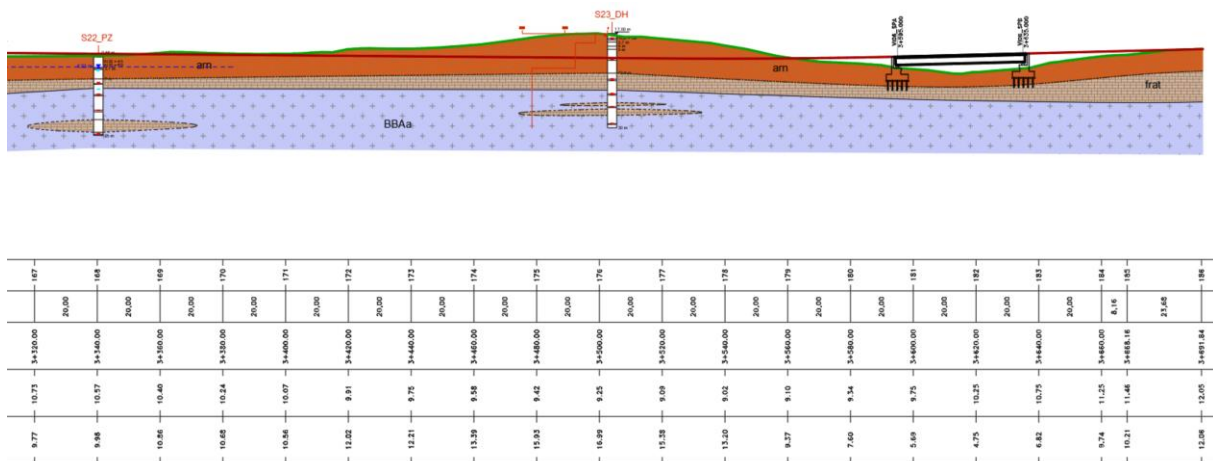 S22_PZ
S23_DH
VI06_SPA
3+595.000
VI06_SPB
3+635.000
am
am
frat
BBAa
167 168 169 170 171 172 173 174 175 176 177 178 179 180 181 182 183 184 185 186
20,00 20,00 20,00 20,00 20,00 20,00 20,00 20,00 20,00 20,00 20,00 20,00 20,00 20,00 20,00 20,00 20,00 8,16 23,68
3+320.00 3+340.00 3+360.00 3+380.00 3+400.00 3+420.00 3+440.00 3+460.00 3+480.00 3+500.00 3+520.00 3+540.00 3+560.00 3+580.00 3+600.00 3+620.00 3+640.00 3+660.00 3+668.16 3+691.84
10.73 10.57 10.40 10.24 10.07 9.91 9.75 9.58 9.42 9.25 9.09 9.02 9.10 9.34 9.75 10.25 10.75 11.25 11.46 12.05
9.77 9.98 10.86 10.68 10.56 12.02 12.21 13.39 15.93 16.99 15.38 13.20 9.37 7.60 5.69 4.75 6.82 9.74 10.21 12.06